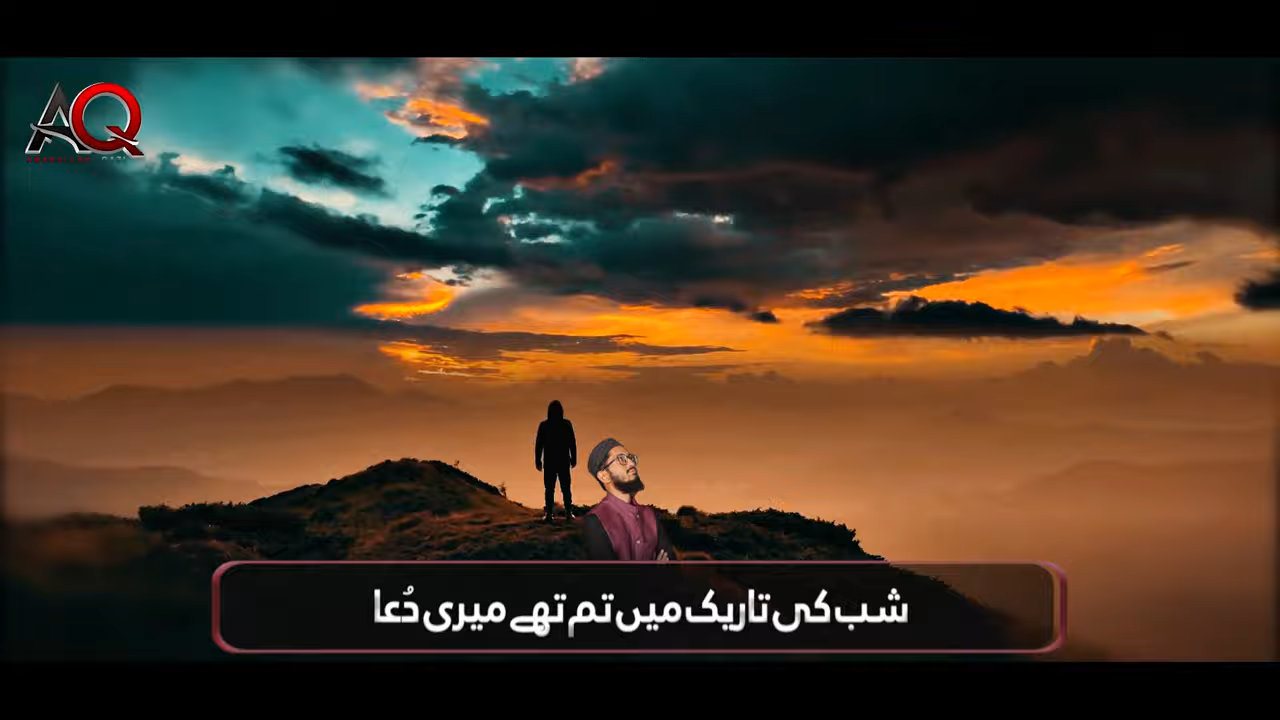 AQ
شب کی تاریک میں تم تھے میری دُعا